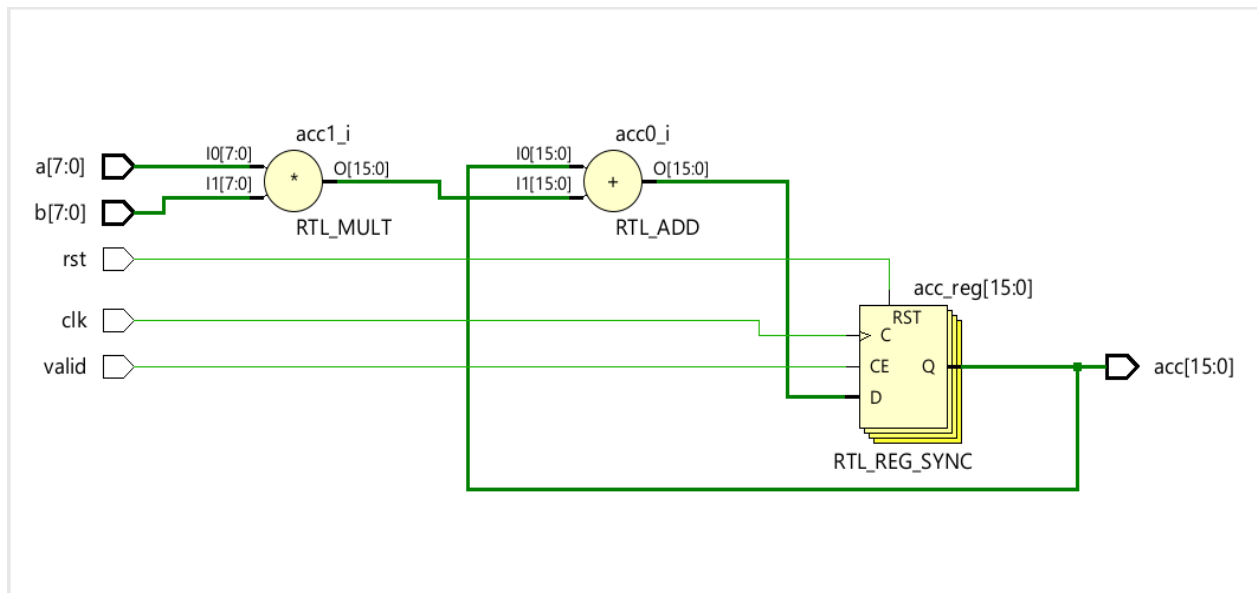 acc1_i
acc0_i
a[7:0]
I0[7:0]
I1[7:0]
*
O[15:0]
RTL_MULT
I0[15:0]
I1[15:0]
+
O[15:0]
RTL_ADD
b[7:0]
rst
clk
valid
acc_reg[15:0]
RST
C
CE
D
Q
RTL_REG_SYNC
acc[15:0]